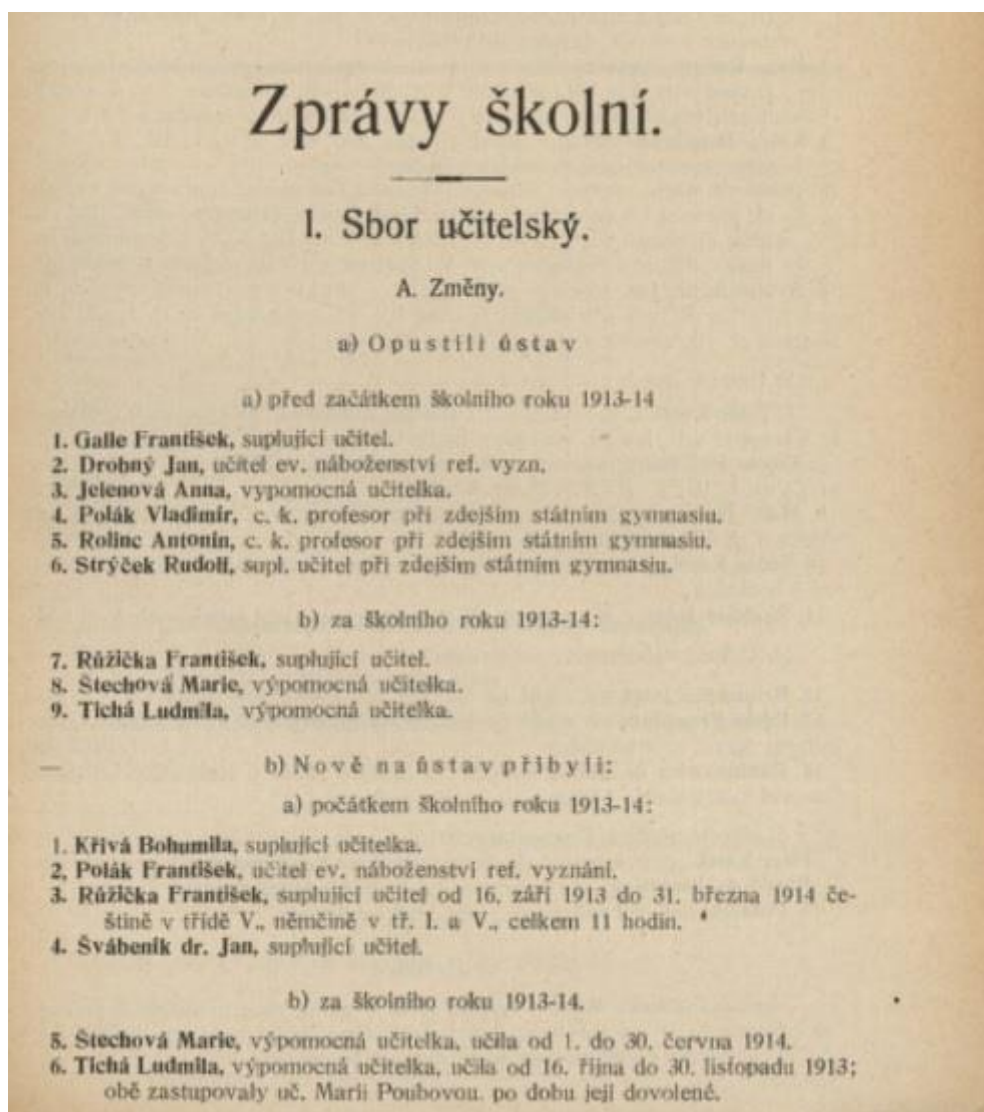 Zprávy školní.
I. Sbor učitelský.
A. Změny.
a) Opustili ústav
a) před začátkem školního roku 1913-14
1. Galle František, suplující učitel.
2. Drobný Jan, učitel ev. náboženství ref. vyzn.
3. Jelenová Anna, vypomocná učitelka.
4. Polák Vladimír, c. k. profesor při zdejším státním gymnasiu.
5. Rolinc Antonín, c. k. profesor při zdejším státním gymnasiu.
6. Strýček Rudolf, supl. učitel při zdejším státním gymnasiu.
b) za školního roku 1913-14:
7. Růžička František, suplující učitel.
8. Štechová Marie, výpomocná učitelka.
9. Tichá Ludmila, výpomocná učitelka.
b) Nově na ústav přibyli:
a) počátkem školního roku 1913-14:
1. Křivá Bohumila, suplující učitelka.
2, Polák František, učitel ev. náboženství ref. vyznání.
3. Růžička František, suplující učitel od 16. září 1913 do 31. března 1914 če-
štině v třídě V., němčině v tř. I. a V., celkem 11 hodin.
4. Švábeník dr. Jan, suplující učitel.
b) za školního roku 1913-14.
5. Štechová Marie, výpomocná učitelka, učila od 1. do 30. června 1914.
6. Tichá Ludmila, výpomocná učitelka, učila od 16. října do 30. listopadu 1913;
obě zastupovaly uč. Marii Poubovou po dobu její dovolené.